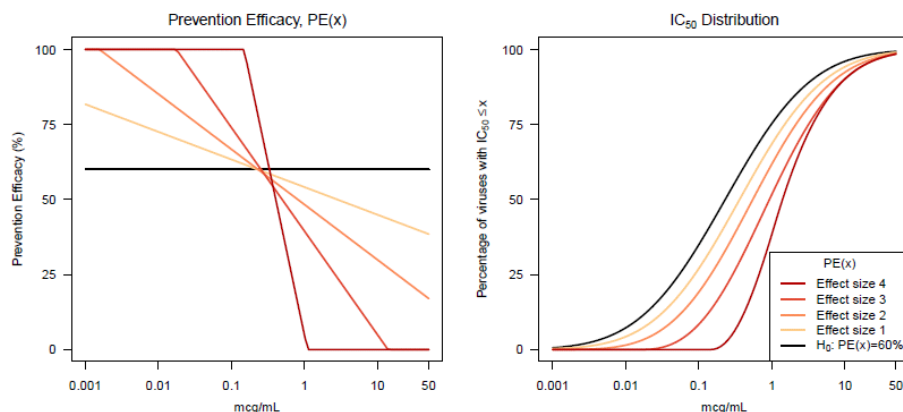 Prevention Efficacy, PE(x)
Prevention Efficacy (%)
100
75
50
25
0
0.001
0.01
0.1
1
10
50
mcg/mL
IC50 Distribution
Percentage of viruses with IC50 ≤ x
100
75
50
25
0
0.001
0.01
0.1
1
10
50
mcg/mL
PE(x)
Effect size 4
Effect size 3
Effect size 2
Effect size 1
H0: PE(x)=60%